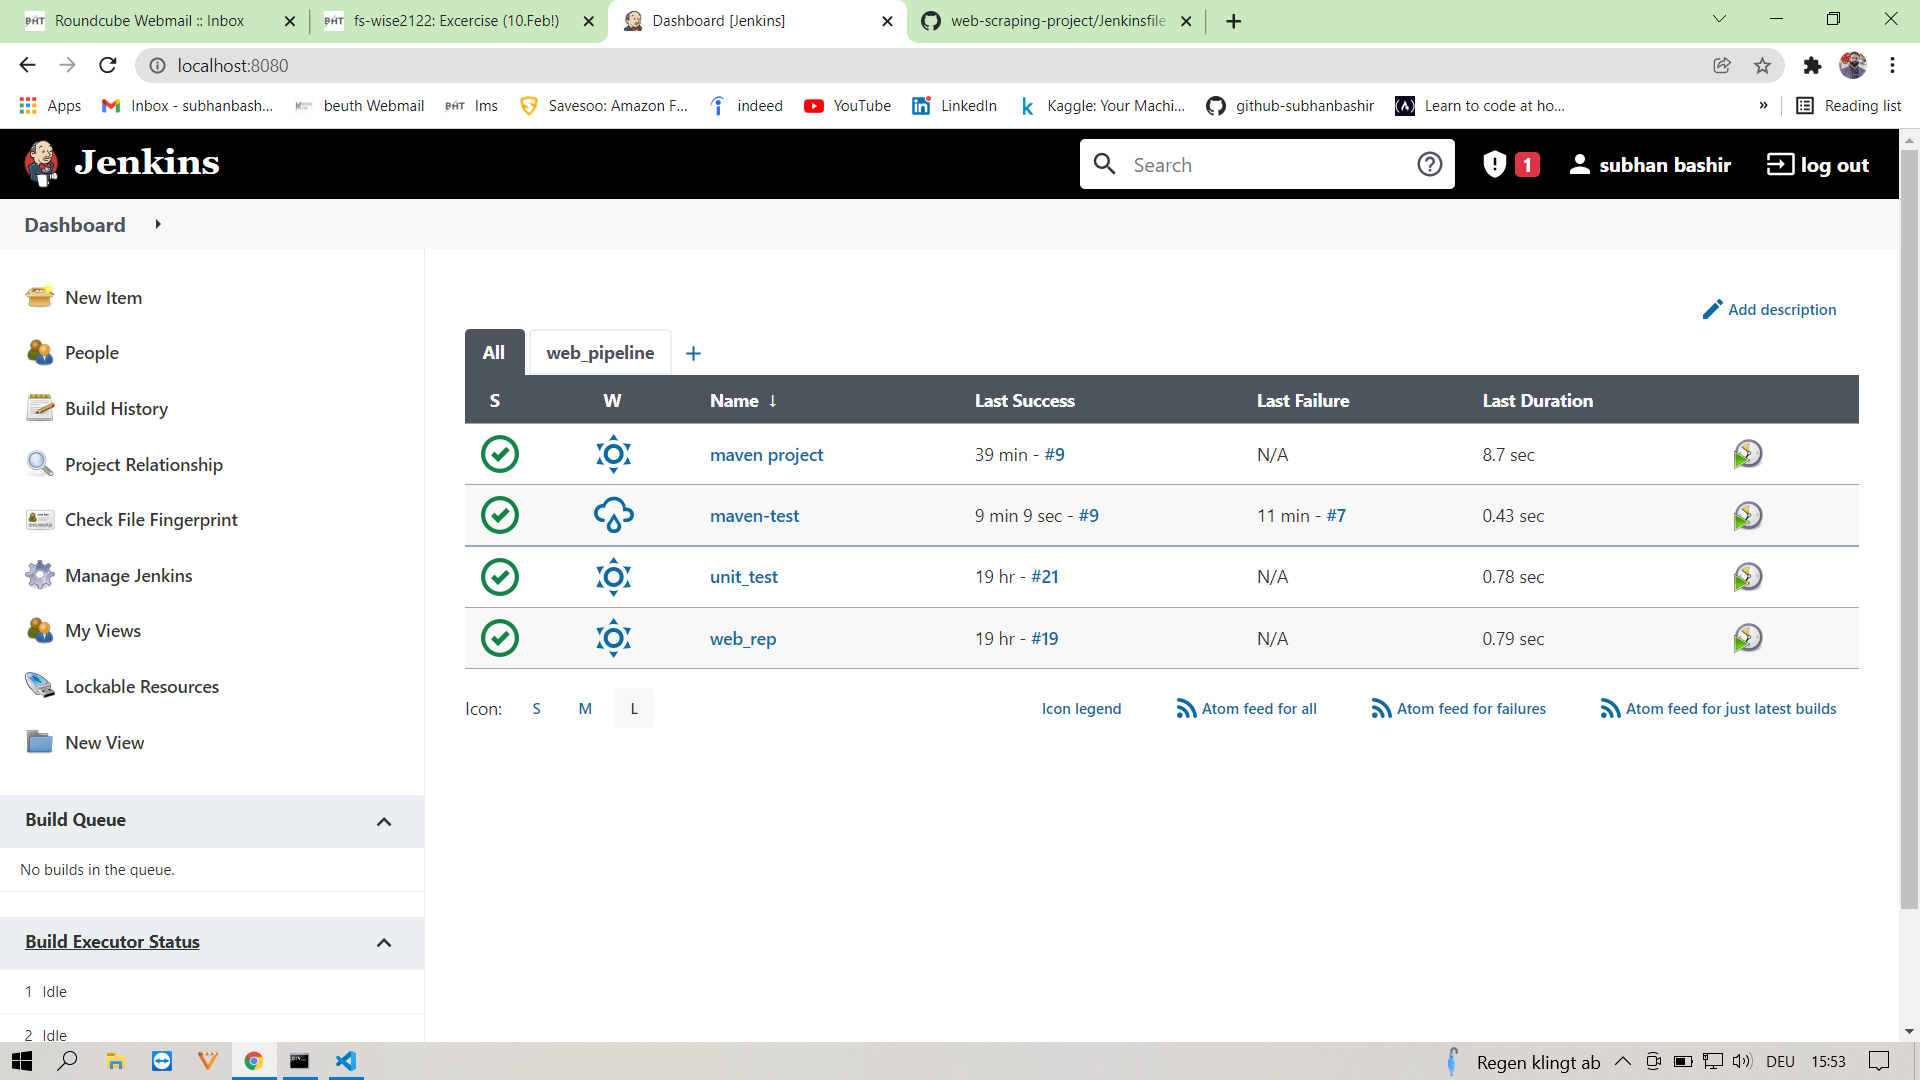 Roundcube Webmail :: Inbox
fs-wise2122: Excercise (10.Feb!)
Dashboard [Jenkins]
web-scraping-project/Jenkinsfile
localhost:8080
Apps
Inbox - subhanbash...
beuth Webmail
lms
Savesoo: Amazon F...
indeed
YouTube
LinkedIn
Kaggle: Your Machi...
github-subhanbashir
Learn to code at ho...
»
Reading list
Jenkins
Search
1
subhan bashir
log out
Dashboard
New Item
People
Build History
Project Relationship
Check File Fingerprint
Manage Jenkins
My Views
Lockable Resources
New View
Build Queue
No builds in the queue.
Build Executor Status
1 Idle
2 Idle
Add description
All web_pipeline +
S W Name ↓ Last Success Last Failure Last Duration
maven project 39 min - #9 N/A 8.7 sec
maven-test 9 min 9 sec - #9 11 min - #7 0.43 sec
unit_test 19 hr - #21 N/A 0.78 sec
web_rep 19 hr - #19 N/A 0.79 sec
Icon: S M L
Icon legend
Atom feed for all
Atom feed for failures
Atom feed for just latest builds
Regen klingt ab
DEU
15:53